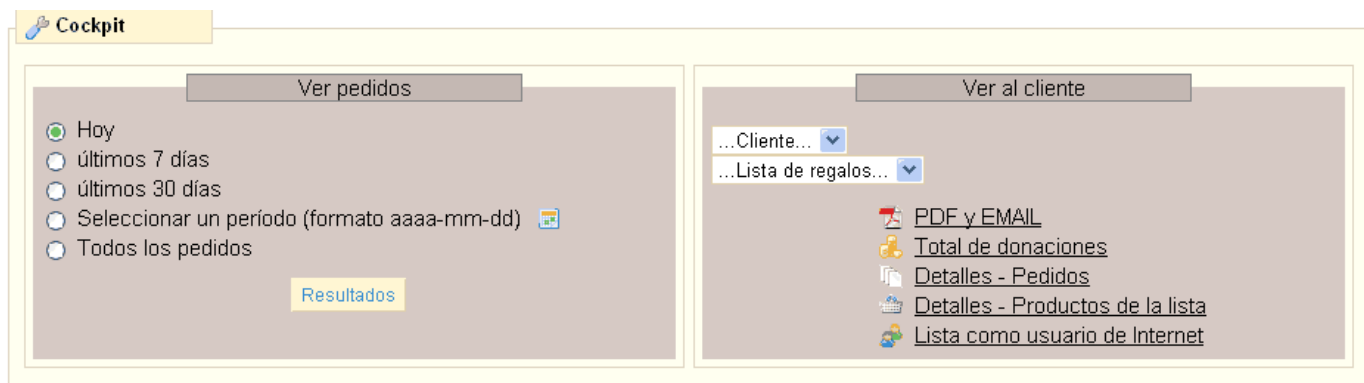 Cockpit
Ver pedidos
Hoy
últimos 7 días
últimos 30 días
Seleccionar un período (formato aaaa-mm-dd)
Todos los pedidos
Resultados
Ver al cliente
...Cliente...
...Lista de regalos...
PDF y EMAIL
Total de donaciones
Detalles - Pedidos
Detalles - Productos de la lista
Lista como usuario de Internet